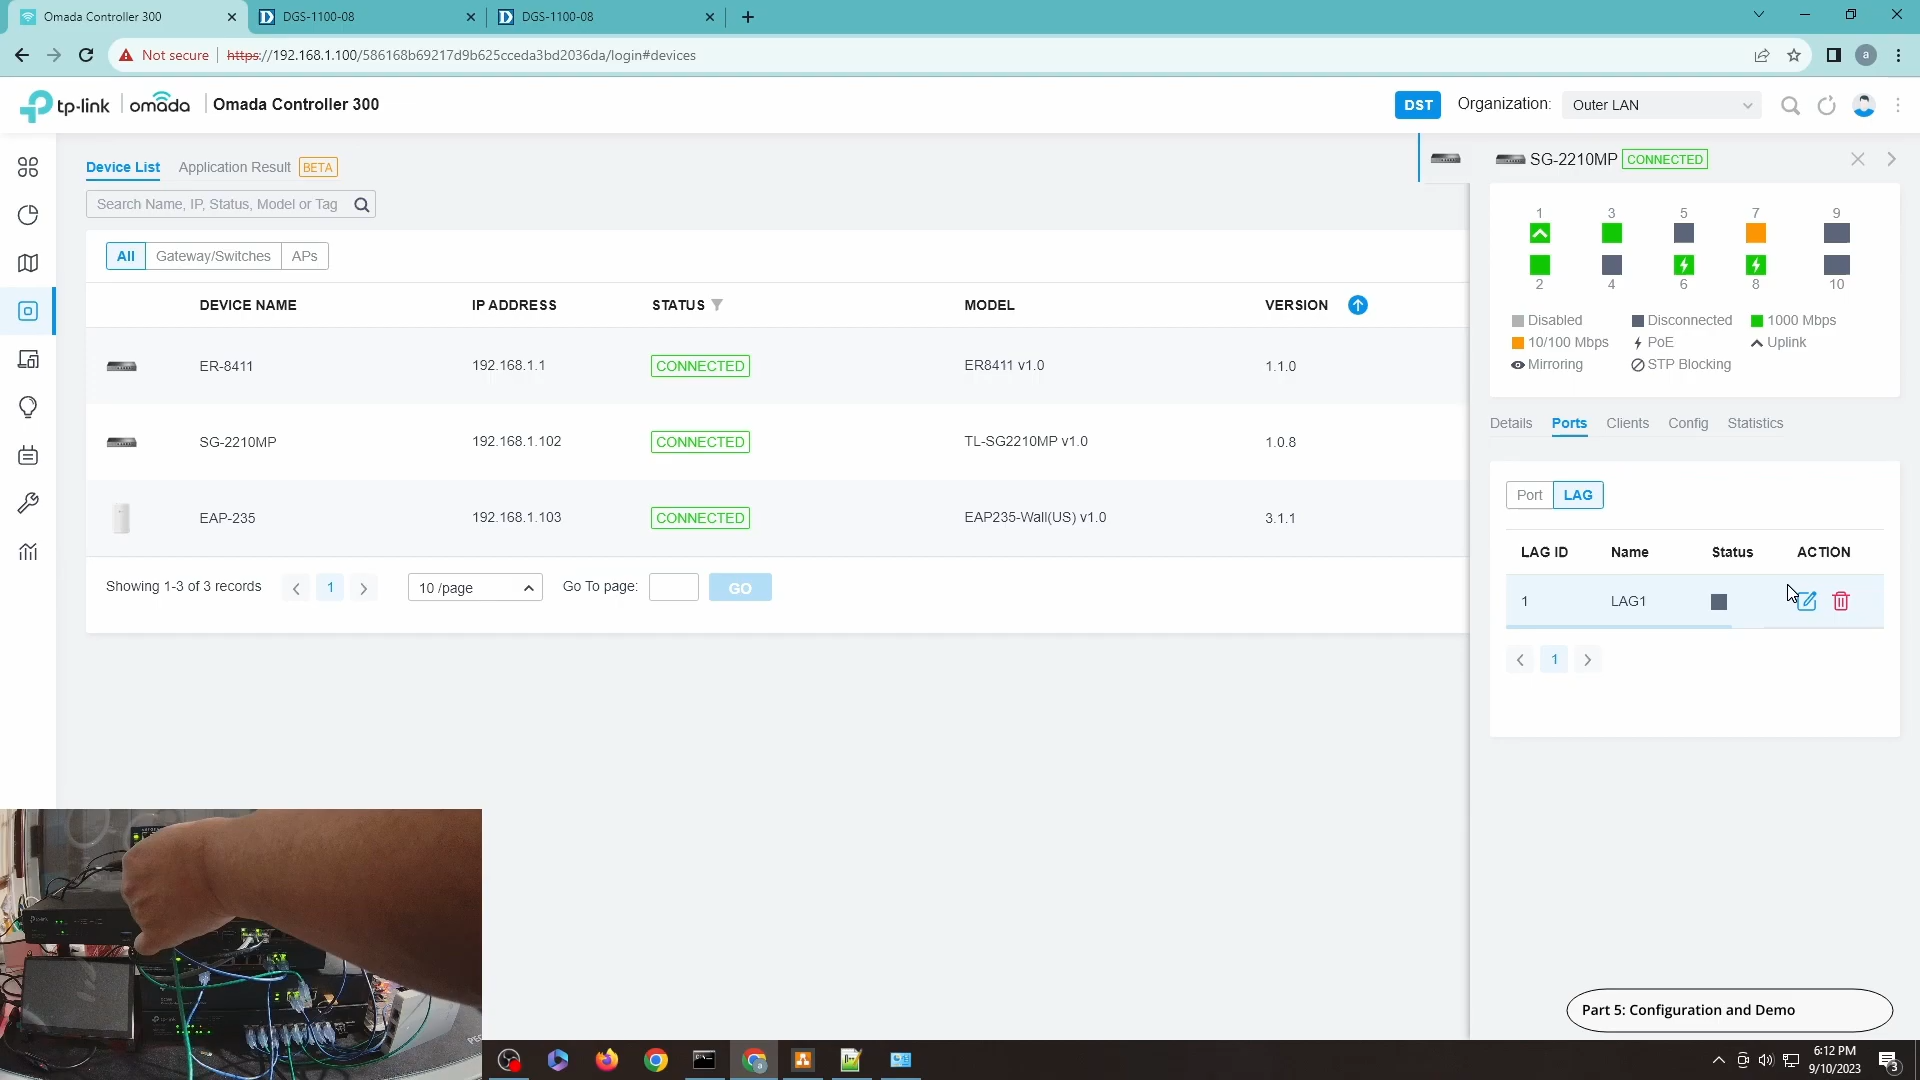 Omada Controller 300
DGS-1100-08
DGS-1100-08
Not secure
https://192.168.1.100/586168b69217d9b625cceda3bd2036da/login#devices
a
tp-link
omada
Omada Controller 300
DST
Organization:
Outer LAN
Device List
Application Result
BETA
Search Name, IP, Status, Model or Tag
All
Gateway/Switches
APs
DEVICE NAME
IP ADDRESS
STATUS
MODEL
VERSION
ER-8411
192.168.1.1
CONNECTED
ER8411 v1.0
1.1.0
SG-2210MP
192.168.1.102
CONNECTED
TL-SG2210MP v1.0
1.0.8
EAP-235
192.168.1.103
CONNECTED
EAP235-Wall(US) v1.0
3.1.1
Showing 1-3 of 3 records
1
10 /page
Go To page:
GO
SG-2210MP
CONNECTED
1 3 5 7 9
2 4 6 8 10
Disabled
Disconnected
1000 Mbps
10/100 Mbps
PoE
Uplink
Mirroring
STP Blocking
Details
Ports
Clients
Config
Statistics
Port
LAG
LAG ID
Name
Status
ACTION
1
LAG1
1
Part 5: Configuration and Demo
6:12 PM
9/10/2023
3